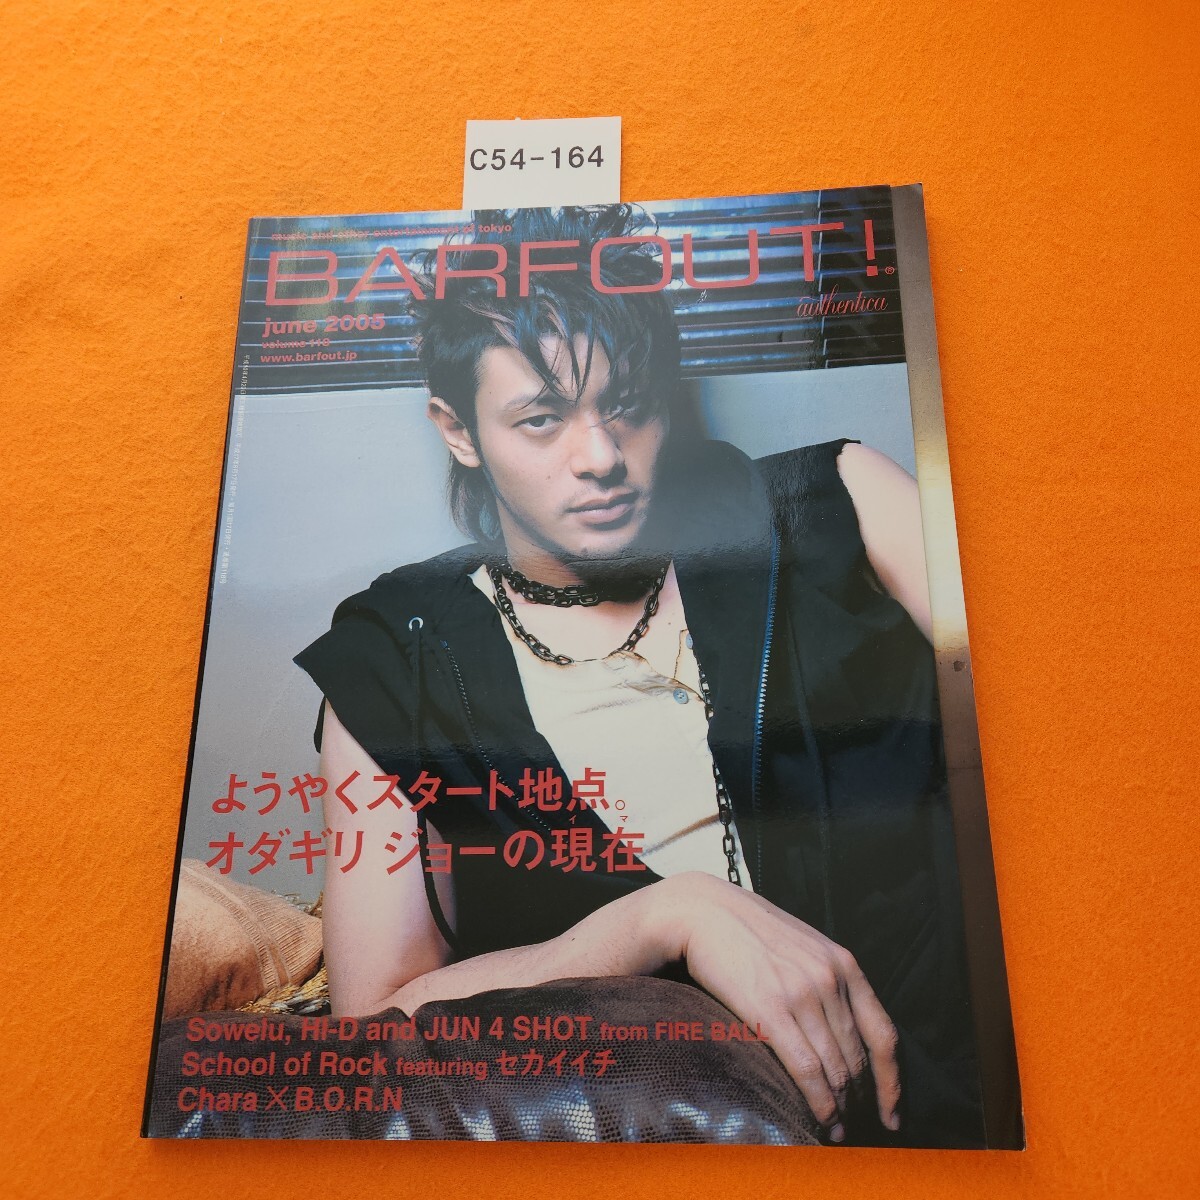 C54-164
music and other entertainment of tokyo
BARFOUT!®
authentica
june 2005
volume 118
www.barfout.jp
ようやくスタート地点。
イマ
オダギリ ジョーの現在
Sowelu, HI-D and JUN 4 SHOT from FIRE BALL
School of Rock featuring セカイイチ
Chara × B.O.R.N